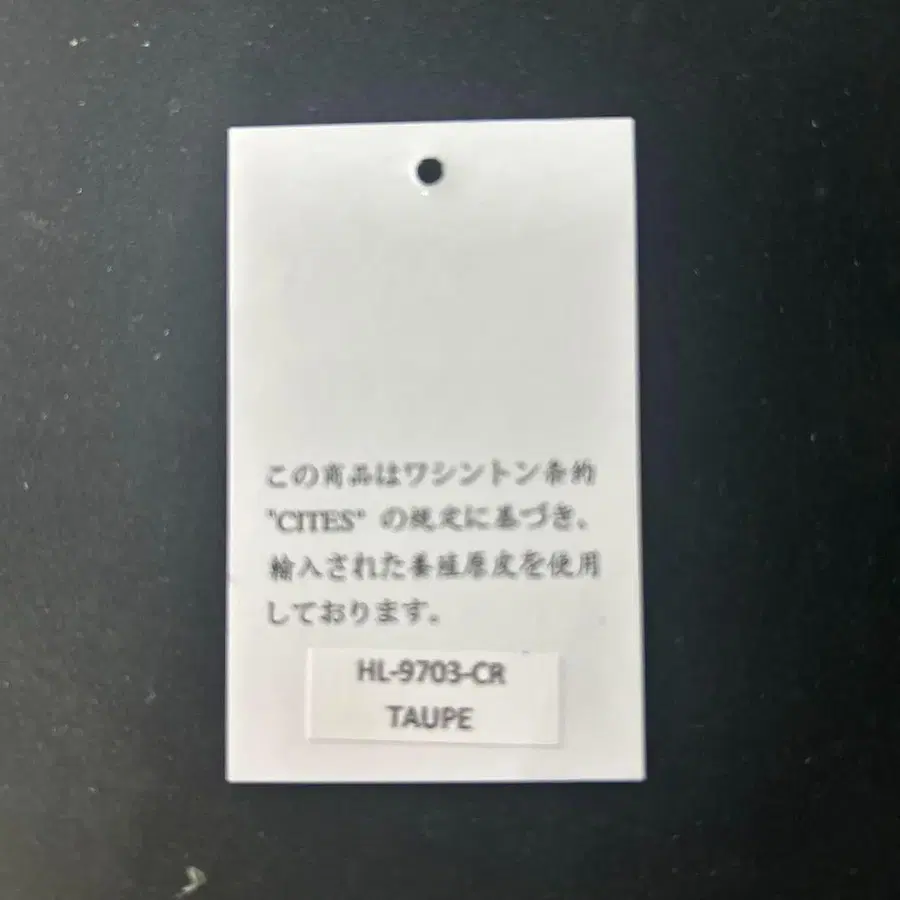 この商品はワシントン条約
"CITES" の規定に基づき、
輸入された養殖原皮を使用
しております。
HL-9703-CR
TAUPE